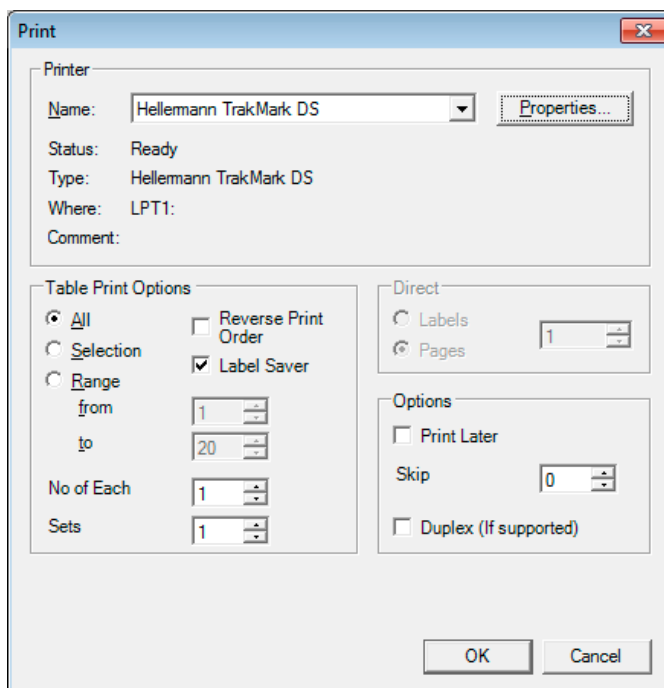 Print
Printer
Name: Hellermann TrakMark DS Properties...
Status: Ready
Type: Hellermann TrakMark DS
Where: LPT1:
Comment:
Table Print Options
All
Selection
Range
from 1
to 20
Reverse Print
Order
Label Saver
No of Each 1
Sets 1
Direct
Labels
Pages
1
Options
Print Later
Skip 0
Duplex (If supported)
OK Cancel